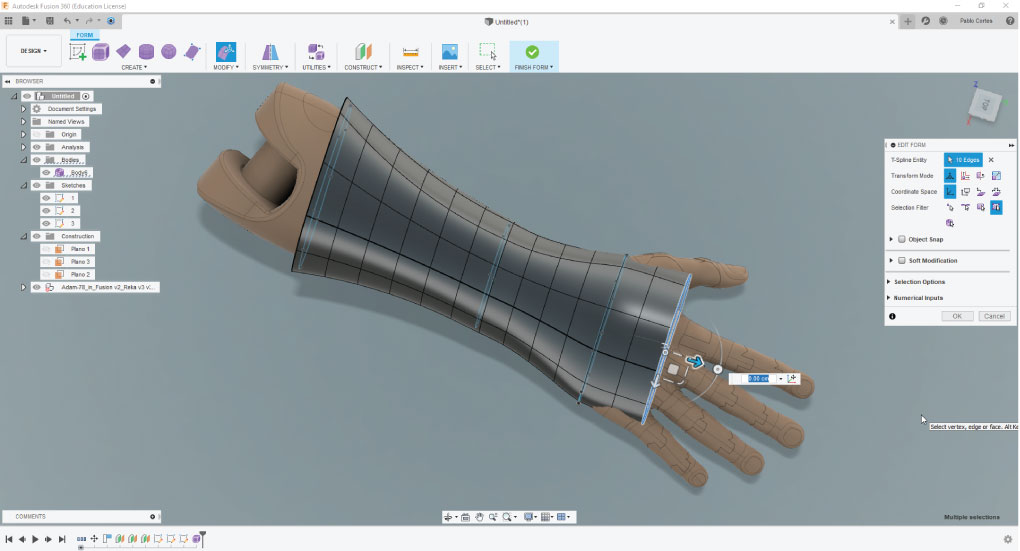 Autodesk Fusion 360 (Education License)
Untitled*(1)
Pablo Cortes
FORM
DESIGN
CREATE
MODIFY
SYMMETRY
UTILITIES
CONSTRUCT
INSPECT
INSERT
SELECT
FINISH FORM
BROWSER
Untitled
Document Settings
Named Views
Origin
Analysis
Bodies
Body6
Sketches
1
2
3
Construction
Plano 1
Plano 3
Plano 2
Adam-78_in_Fusion v2_Reka v3 v...
Z
TOP
X
EDIT FORM
T-Spline Entity
10 Edges
Transform Mode
Coordinate Space
Selection Filter
Object Snap
Soft Modification
Selection Options
Numerical Inputs
OK
Cancel
0.00 cm
Select vertex, edge or face. Alt Ke
COMMENTS
Multiple selections